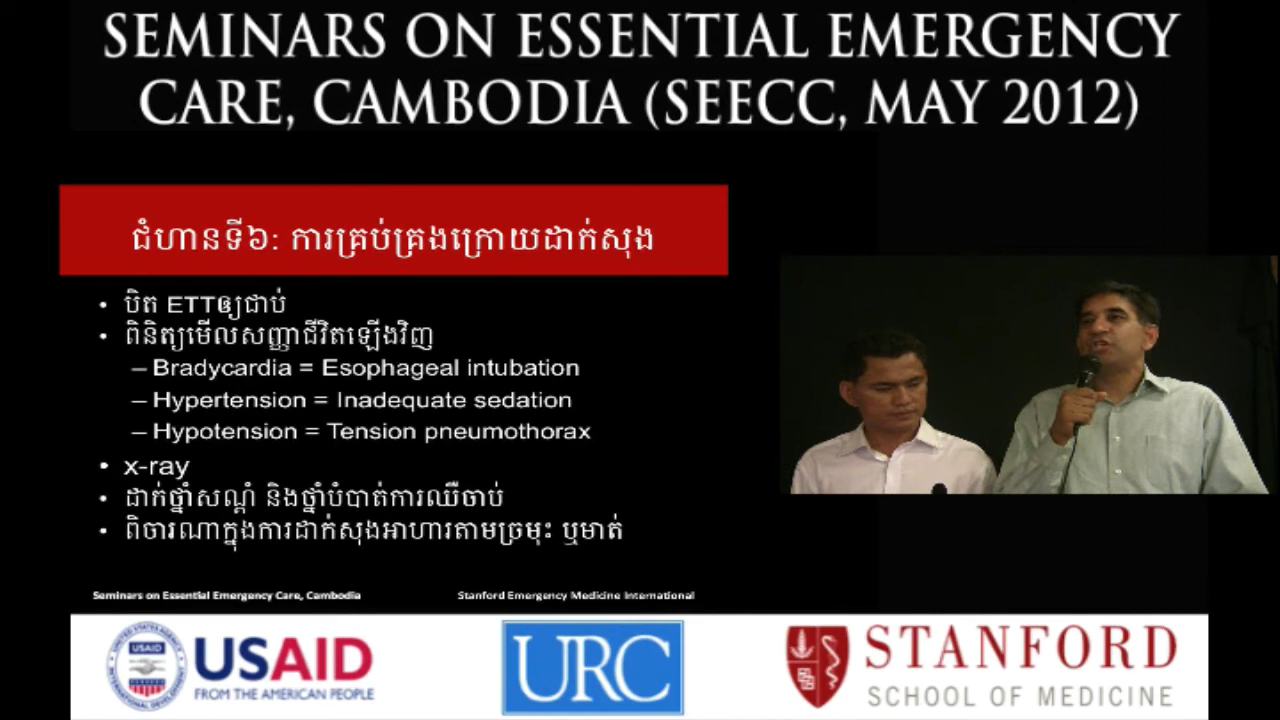 SEMINARS ON ESSENTIAL EMERGENCY
CARE, CAMBODIA (SEECC, MAY 2012)
ជំហានទី៦: ការគ្រប់គ្រងក្រោយដាក់សុង
• បិត ETTឲ្យជាប់
• ពិនិត្យមើលសញ្ញាជីវិតឡើងវិញ
– Bradycardia = Esophageal intubation
– Hypertension = Inadequate sedation
– Hypotension = Tension pneumothorax
• x-ray
• ដាក់ថ្នាំសណ្តំ និងថ្នាំបំបាត់ការឈឺចាប់
• ពិចារណាក្នុងការដាក់សុងអាហារតាមច្រមុះ ឬមាត់
Seminars on Essential Emergency Care, Cambodia
Stanford Emergency Medicine International
USAID
USAID
FROM THE AMERICAN PEOPLE
URC
STANFORD
SCHOOL OF MEDICINE